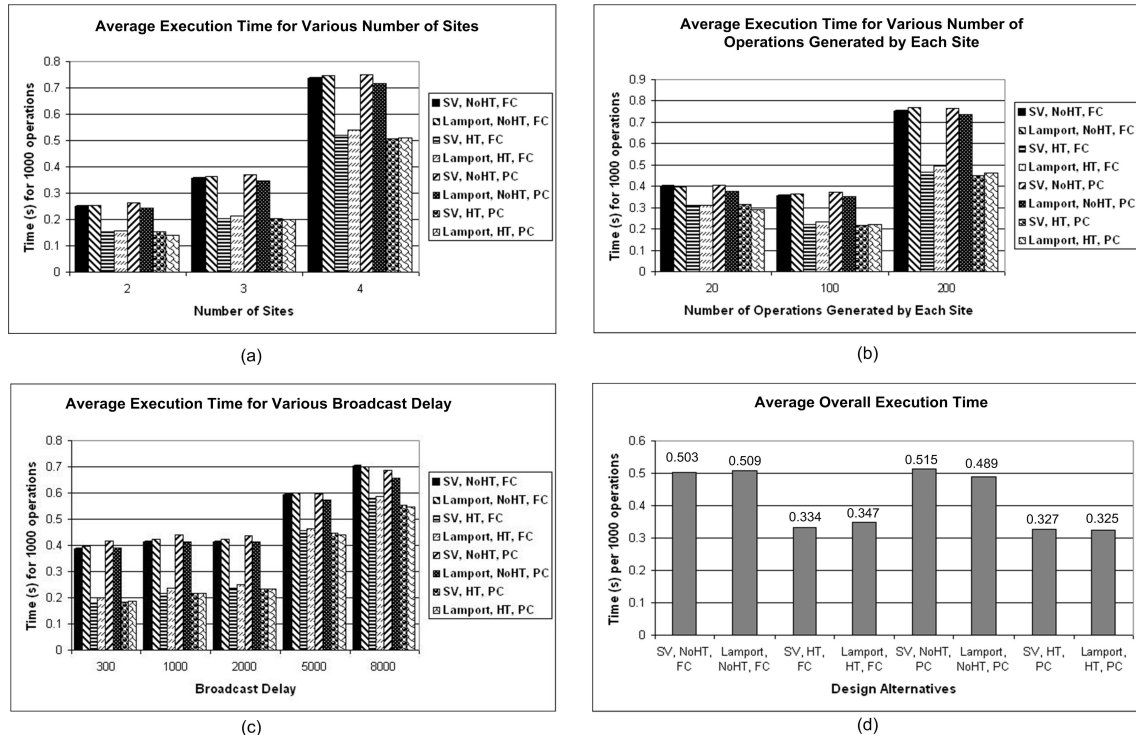 Average Execution Time for Various Number of Sites
Time (s) for 1000 operations
0.8
0.7
0.6
0.5
0.4
0.3
0.2
0.1
0
2 3 4
Number of Sites
SV, NoHT, FC
Lamport, NoHT, FC
SV, HT, FC
Lamport, HT, FC
SV, NoHT, PC
Lamport, NoHT, PC
SV, HT, PC
Lamport, HT, PC
(a)
Average Execution Time for Various Number of
Operations Generated by Each Site
Time (s) for 1000 operations
0.9
0.8
0.7
0.6
0.5
0.4
0.3
0.2
0.1
0
20 100 200
Number of Operations Generated by Each Site
SV, NoHT, FC
Lamport, NoHT, FC
SV, HT, FC
Lamport, HT, FC
SV, NoHT, PC
Lamport, NoHT, PC
SV, HT, PC
Lamport, HT, PC
(b)
Average Execution Time for Various Broadcast Delay
Time (s) for 1000 operations
0.8
0.7
0.6
0.5
0.4
0.3
0.2
0.1
0
300 1000 2000 5000 8000
Broadcast Delay
SV, NoHT, FC
Lamport, NoHT, FC
SV, HT, FC
Lamport, HT, FC
SV, NoHT, PC
Lamport, NoHT, PC
SV, HT, PC
Lamport, HT, PC
(c)
Average Overall Execution Time
Time (s) per 1000 operations
0.6
0.5
0.4
0.3
0.2
0.1
0
0.503 0.509 0.334 0.347 0.515 0.489 0.327 0.325
SV, NoHT, Lamport, SV, HT, Lamport, SV, NoHT, Lamport, SV, HT, Lamport,
FC NoHT, FC FC HT, FC PC NoHT, PC PC HT, PC
Design Alternatives
(d)